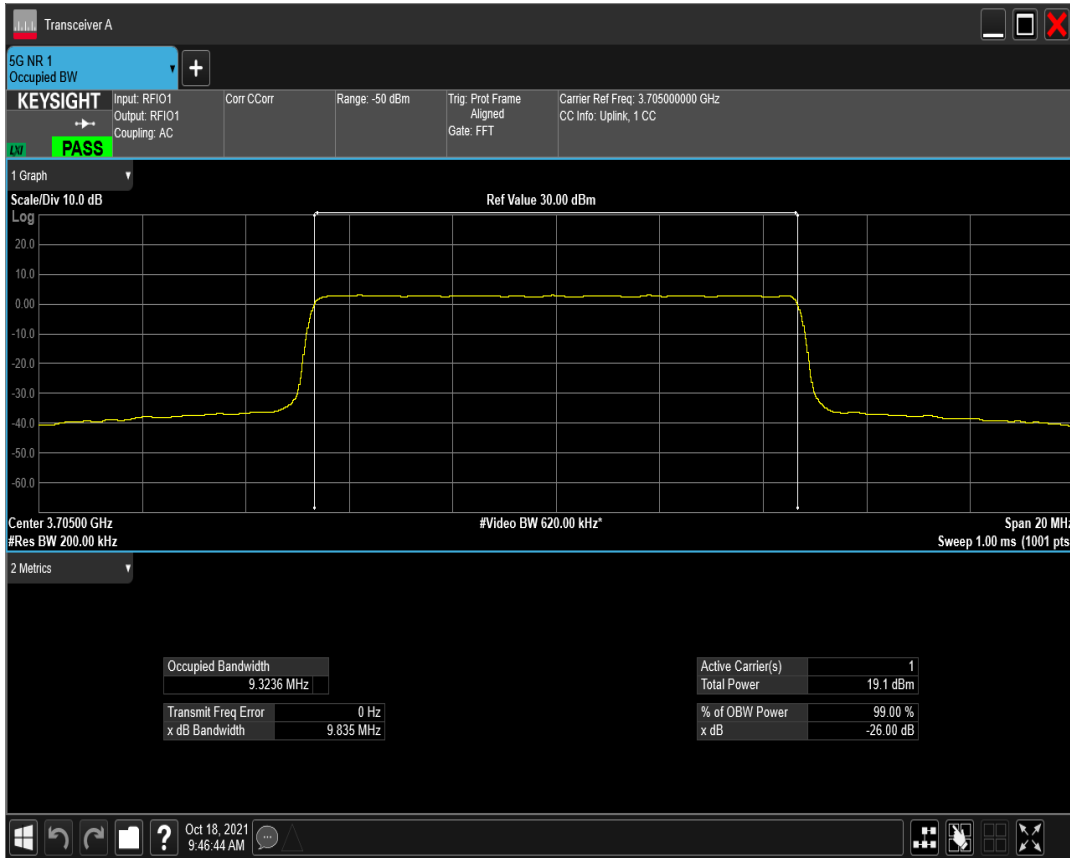 Transceiver A
5G NR 1
Occupied BW
KEYSIGHT
LXI
PASS
Input: RFIO1
Output: RFIO1
Coupling: AC
Corr CCorr
Range: -50 dBm
Trig: Prot Frame
Aligned
Gate: FFT
Carrier Ref Freq: 3.705000000 GHz
CC Info: Uplink, 1 CC
1 Graph
Scale/Div 10.0 dB
Ref Value 30.00 dBm
Log
20.0
10.0
0.00
-10.0
-20.0
-30.0
-40.0
-50.0
-60.0
Center 3.70500 GHz
#Video BW 620.00 kHz*
Span 20 MHz
#Res BW 200.00 kHz
Sweep 1.00 ms (1001 pts
2 Metrics
Occupied Bandwidth
9.3236 MHz
Transmit Freq Error 0 Hz
x dB Bandwidth 9.835 MHz
Active Carrier(s) 1
Total Power 19.1 dBm
% of OBW Power 99.00 %
x dB -26.00 dB
?
Oct 18, 2021
9:46:44 AM